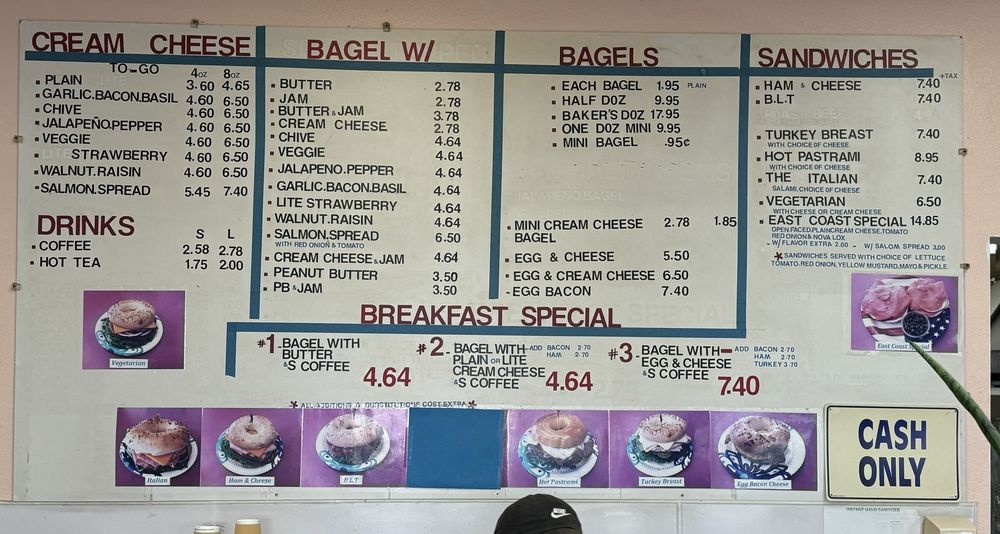 CREAM CHEESE
TO-GO 4oz 8oz
PLAIN 3.60 4.65
GARLIC.BACON.BASIL 4.60 6.50
CHIVE 4.60 6.50
JALAPEÑO.PEPPER 4.60 6.50
VEGGIE 4.60 6.50
LITE STRAWBERRY 4.60 6.50
WALNUT.RAISIN 4.60 6.50
SALMON.SPREAD 5.45 7.40
DRINKS S L
COFFEE 2.58 2.78
HOT TEA 1.75 2.00
Vegetarian
BAGEL W/
BUTTER 2.78
JAM 2.78
BUTTER & JAM 3.78
CREAM CHEESE 2.78
CHIVE 4.64
VEGGIE 4.64
JALAPENO.PEPPER 4.64
GARLIC.BACON.BASIL 4.64
LITE STRAWBERRY 4.64
WALNUT.RAISIN 4.64
SALMON.SPREAD 6.50
WITH RED ONION & TOMATO
CREAM CHEESE & JAM 4.64
PEANUT BUTTER 3.50
PB & JAM 3.50
BAGELS
EACH BAGEL 1.95 PLAIN
HALF DOZ 9.95
BAKER'S DOZ 17.95
ONE DOZ MINI 9.95
MINI BAGEL .95¢
JALAPENO BAGEL
MINI CREAM CHEESE 2.78 1.85
BAGEL
EGG & CHEESE 5.50
EGG & CREAM CHEESE 6.50
EGG BACON 7.40
SANDWICHES
+TAX
HAM & CHEESE 7.40
B.L.T 7.40
ROAST BEEF
TURKEY BREAST 7.40
WITH CHOICE OF CHEESE
HOT PASTRAMI 8.95
WITH CHOICE OF CHEESE
THE ITALIAN 7.40
SALAMI, CHOICE OF CHEESE
VEGETARIAN 6.50
WITH CHEESE OR CREAM CHEESE
EAST COAST SPECIAL 14.85
OPEN.FACED.PLAINCREAM CHEESE.TOMATO
RED ONION & NOVA LOX
- W/FLAVOR EXTRA 2.00 - W/ SALOM SPREAD 3.00
* SANDWICHES SERVED WITH CHOICE OF LETTUCE
TOMATO.RED ONION, YELLOW MUSTARD, MAYO & PICKLE
East Coast Special
BREAKFAST SPECIAL
#1 BAGEL WITH
BUTTER
& S COFFEE 4.64
#2 BAGEL WITH - ADD BACON 2.70
PLAIN OR LITE HAM 2.70
CREAM CHEESE
& S COFFEE 4.64
#3 BAGEL WITH - ADD BACON 2.70
EGG & CHEESE HAM 2.70
& S COFFEE TURKEY 3.70
7.40
* ALL ADDITIONS OR SUBSTITUTIONS COST EXTRA *
Italian
Ham & Cheese
B.L.T
Hot Pastrami
Turkey Breast
Egg Bacon Cheese
CASH
ONLY
INSTANT HAND SANITIZER